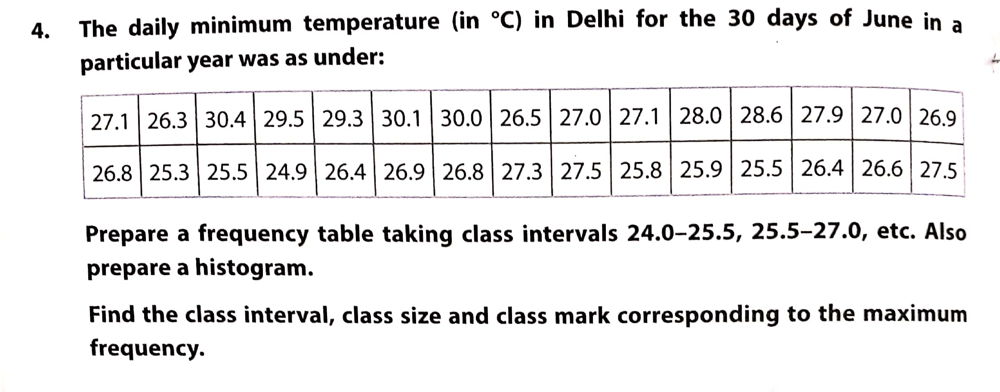 4. The daily minimum temperature (in °C) in Delhi for the 30 days of June in a
particular year was as under:
27.1 26.3 30.4 29.5 29.3 30.1 30.0 26.5 27.0 27.1 28.0 28.6 27.9 27.0 26.9
26.8 25.3 25.5 24.9 26.4 26.9 26.8 27.3 27.5 25.8 25.9 25.5 26.4 26.6 27.5
Prepare a frequency table taking class intervals 24.0–25.5, 25.5–27.0, etc. Also
prepare a histogram.
Find the class interval, class size and class mark corresponding to the maximum
frequency.